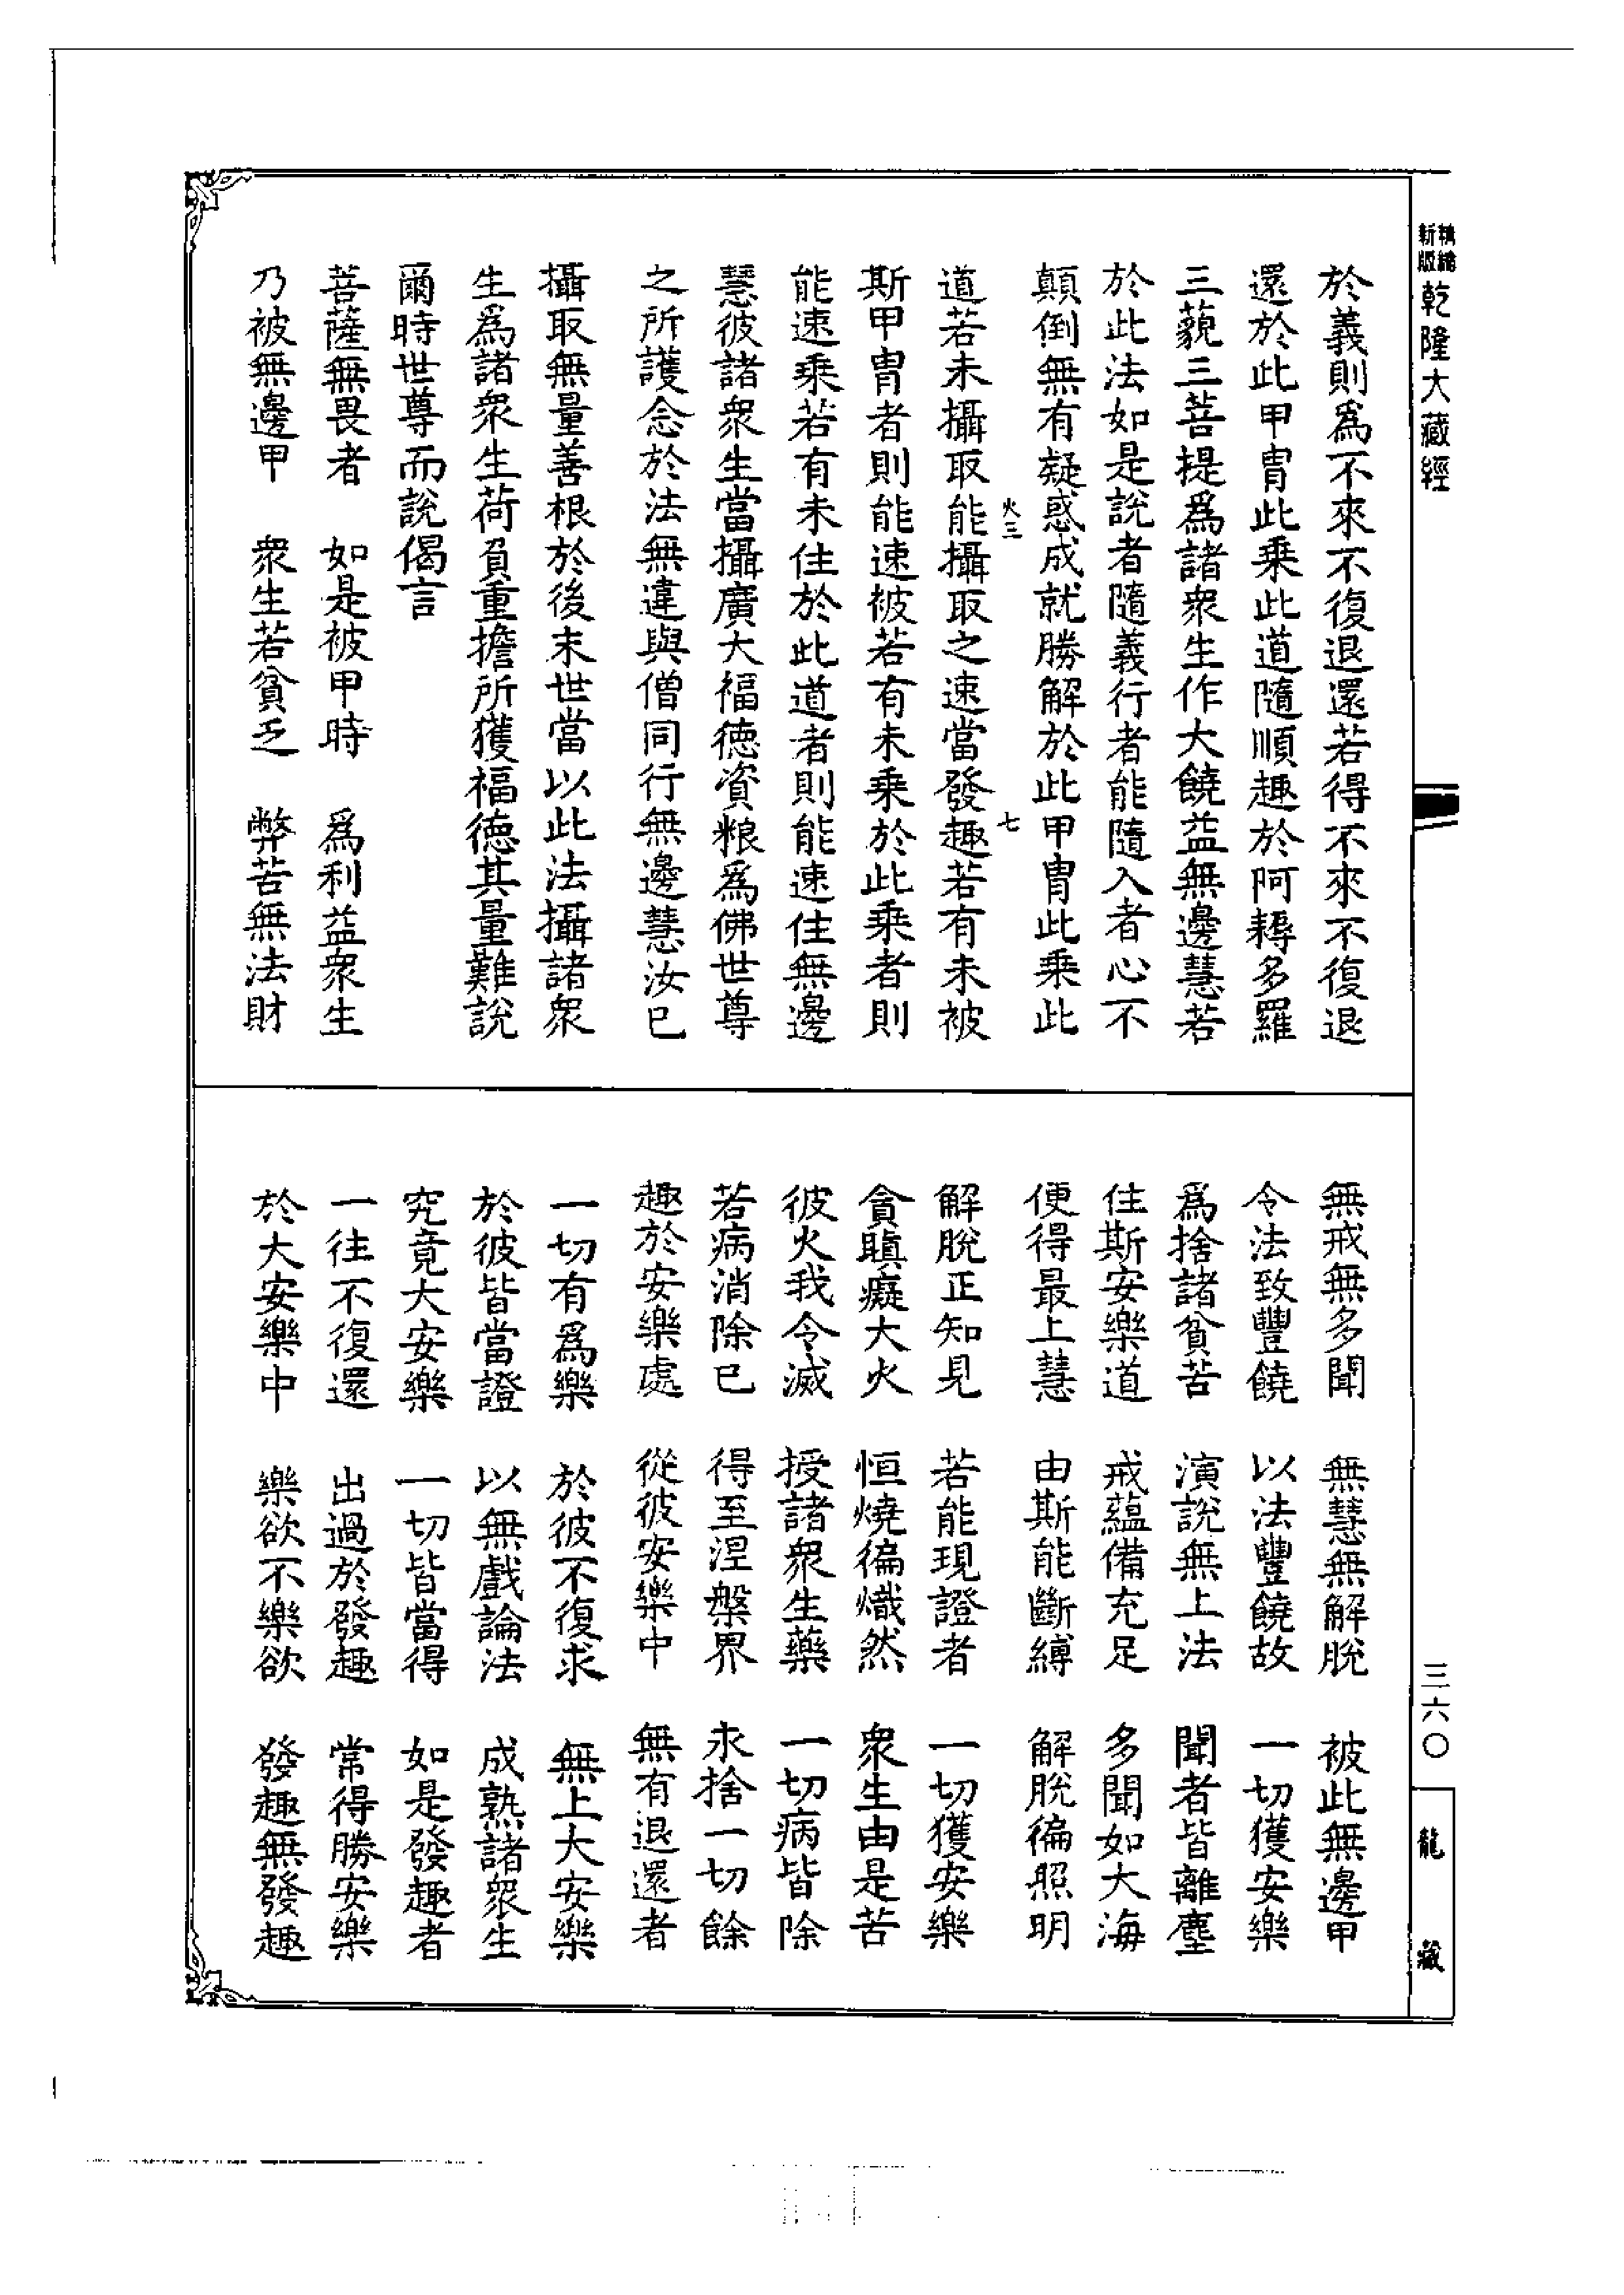 精縮新版乾隆大藏經
於義則爲不來不復退還若得不來不復退
還於此甲冑此乘此道隨順趣於阿耨多羅
三藐三菩提爲諸衆生作大饒益無邊慧若
於此法如是說者隨義行者能隨入者心不
顛倒無有疑惑成就勝解於此甲冑此乘此
火三 七
道若未攝取能攝取之速當發趣若有未被
斯甲冑者則能速被若有未乘於此乘者則
能速乘若有未住於此道者則能速住無邊
慧彼諸衆生當攝廣大福德資粮爲佛世尊
之所護念於法無違與僧同行無邊慧汝已
攝取無量善根於後末世當以此法攝諸衆
生爲諸衆生荷負重擔所獲福德其量難說
爾時世尊而說偈言
菩薩無畏者 如是被甲時 爲利益衆生
乃被無邊甲 衆生若貧乏 弊苦無法財
無戒無多聞 無慧無解脫 被此無邊甲
令法致豐饒 以法豐饒故 一切獲安樂
爲捨諸貧苦 演說無上法 聞者皆離塵
住斯安樂道 戒蘊備充足 多聞如大海
便得最上慧 由斯能斷縛 解脫徧照明
解脫正知見 若能現證者 一切獲安樂
貪瞋癡大火 恒燒徧熾然 衆生由是苦
彼火我令滅 授諸衆生藥 一切病皆除
若病消除已 得至涅槃界 永捨一切餘
趣於安樂處 從彼安樂中 無有退還者
一切有爲樂 於彼不復求 無上大安樂
於彼皆當證 以無戲論法 成熟諸衆生
究竟大安樂 一切皆當得 如是發趣者
一往不復還 出過於發趣 常得勝安樂
於大安樂中 樂欲不樂欲 發趣無發趣
三六〇
龍藏